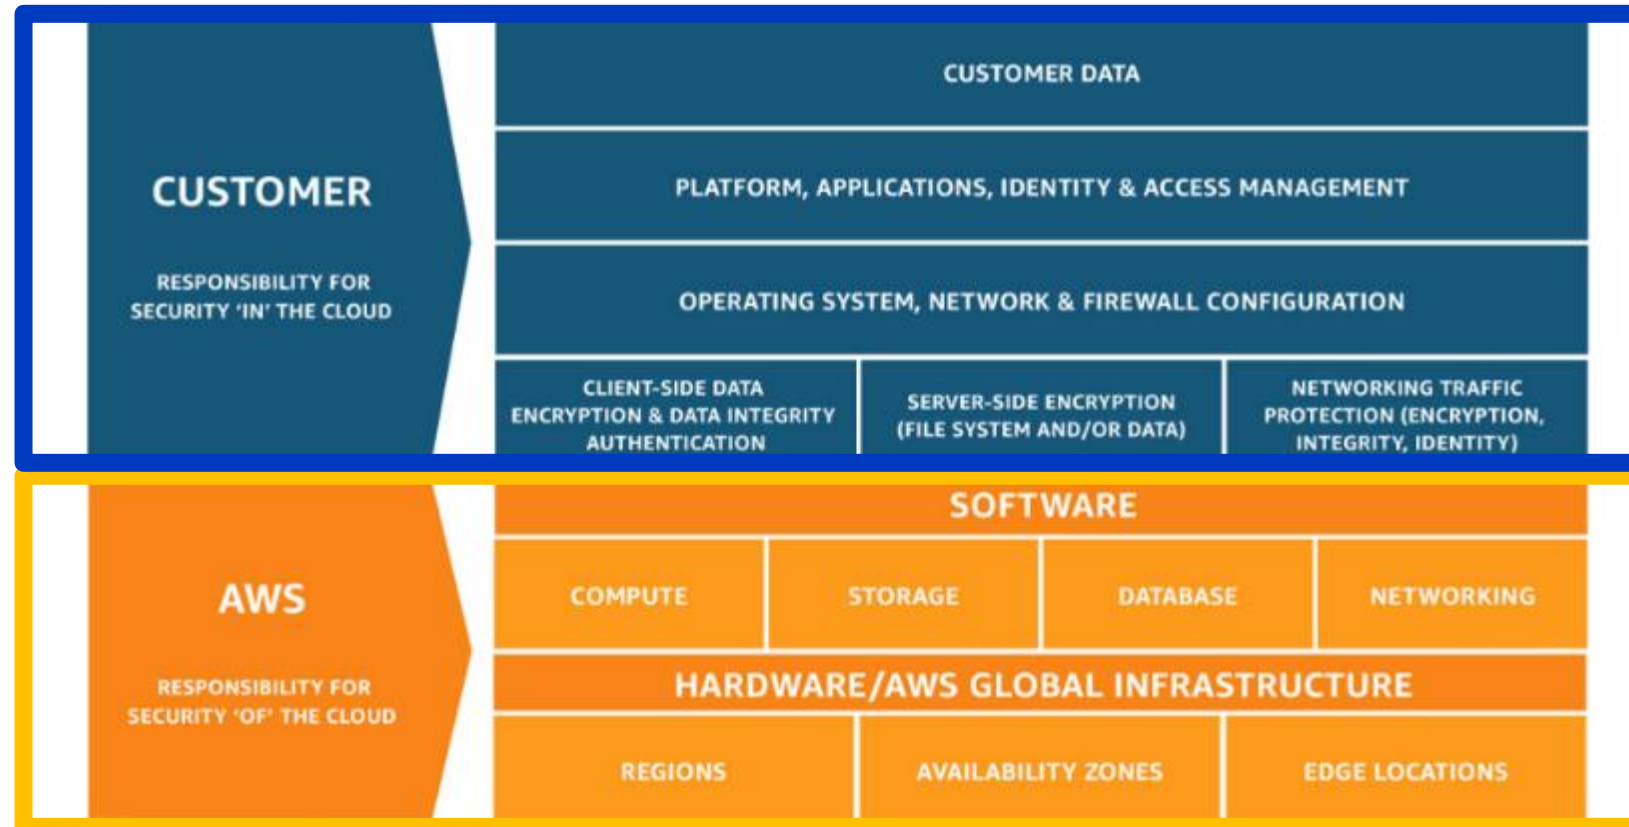 CUSTOMER DATA
PLATFORM, APPLICATIONS, IDENTITY & ACCESS MANAGEMENT
CUSTOMER
RESPONSIBILITY FOR
SECURITY ‘IN’ THE CLOUD
OPERATING SYSTEM, NETWORK & FIREWALL CONFIGURATION
CLIENT-SIDE DATA
ENCRYPTION & DATA INTEGRITY
AUTHENTICATION
SERVER-SIDE ENCRYPTION
(FILE SYSTEM AND/OR DATA)
NETWORKING TRAFFIC
PROTECTION (ENCRYPTION,
INTEGRITY, IDENTITY)
SOFTWARE
AWS
RESPONSIBILITY FOR
SECURITY ‘OF’ THE CLOUD
COMPUTE
STORAGE
DATABASE
NETWORKING
HARDWARE/AWS GLOBAL INFRASTRUCTURE
REGIONS
AVAILABILITY ZONES
EDGE LOCATIONS